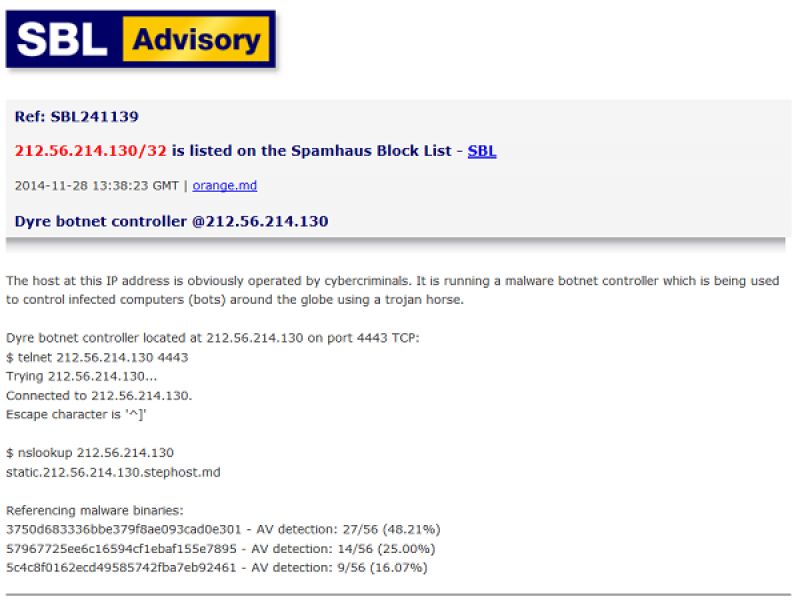 SBL Advisory
Ref: SBL241139
212.56.214.130/32 is listed on the Spamhaus Block List - SBL
2014-11-28 13:38:23 GMT | orange.md
Dyre botnet controller @212.56.214.130
The host at this IP address is obviously operated by cybercriminals. It is running a malware botnet controller which is being used
to control infected computers (bots) around the globe using a trojan horse.
Dyre botnet controller located at 212.56.214.130 on port 4443 TCP:
$ telnet 212.56.214.130 4443
Trying 212.56.214.130...
Connected to 212.56.214.130.
Escape character is '^]'
$ nslookup 212.56.214.130
static.212.56.214.130.stephost.md
Referencing malware binaries:
3750d683336bbe379f8ae093cad0e301 - AV detection: 27/56 (48.21%)
57967725ee6c16594cf1ebaf155e7895 - AV detection: 14/56 (25.00%)
5c4c8f0162ecd49585742fba7eb92461 - AV detection: 9/56 (16.07%)